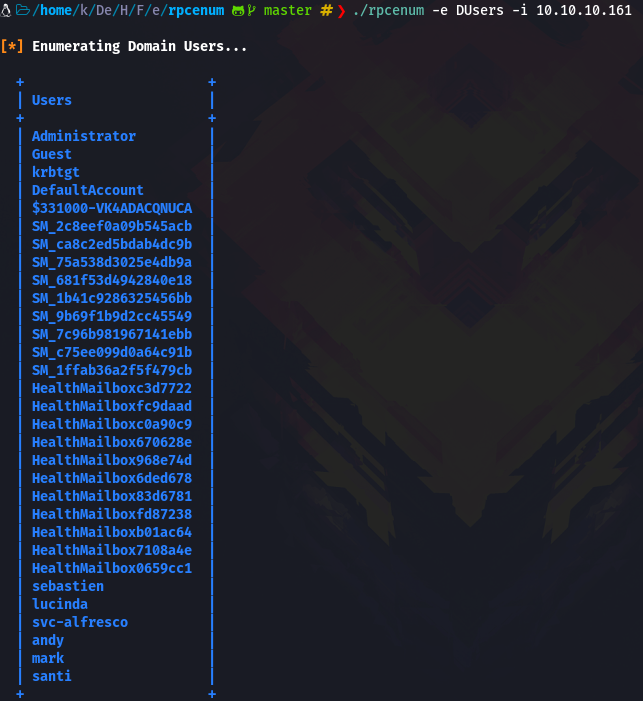 /home/k/De/H/F/e/rpcenum master # ❯ ./rpcenum -e DUsers -i 10.10.10.161
[*] Enumerating Domain Users...
+ +
| Users |
+ +
| Administrator |
| Guest |
| krbtgt |
| DefaultAccount |
| $331000-VK4ADACQNUCA |
| SM_2c8eef0a09b545acb |
| SM_ca8c2ed5bdab4dc9b |
| SM_75a538d3025e4db9a |
| SM_681f53d4942840e18 |
| SM_1b41c9286325456bb |
| SM_9b69f1b9d2cc45549 |
| SM_7c96b981967141ebb |
| SM_c75ee099d0a64c91b |
| SM_1ffab36a2f5f479cb |
| HealthMailboxc3d7722 |
| HealthMailboxfc9daad |
| HealthMailboxc0a90c9 |
| HealthMailbox670628e |
| HealthMailbox968e74d |
| HealthMailbox6ded678 |
| HealthMailbox83d6781 |
| HealthMailboxfd87238 |
| HealthMailboxb01ac64 |
| HealthMailbox7108a4e |
| HealthMailbox0659cc1 |
| sebastien |
| lucinda |
| svc-alfresco |
| andy |
| mark |
| santi |
+ +